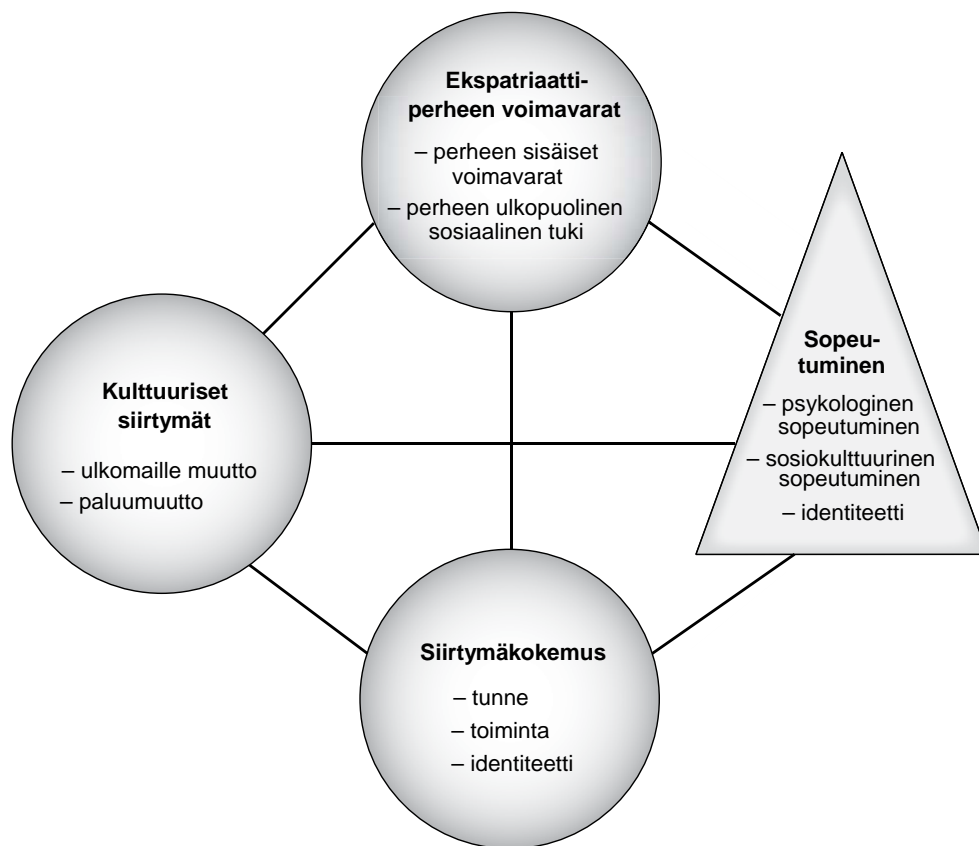 Ekspatriaatti-
perheen voimavarat
– perheen sisäiset
voimavarat
– perheen ulkopuolinen
sosiaalinen tuki
Sopeu-
tuminen
– psykologinen
sopeutuminen
– sosiokulttuurinen
sopeutuminen
– identiteetti
Kulttuuriset
siirtymät
– ulkomaille muutto
– paluumuutto
Siirtymäkokemus
– tunne
– toiminta
– identiteetti